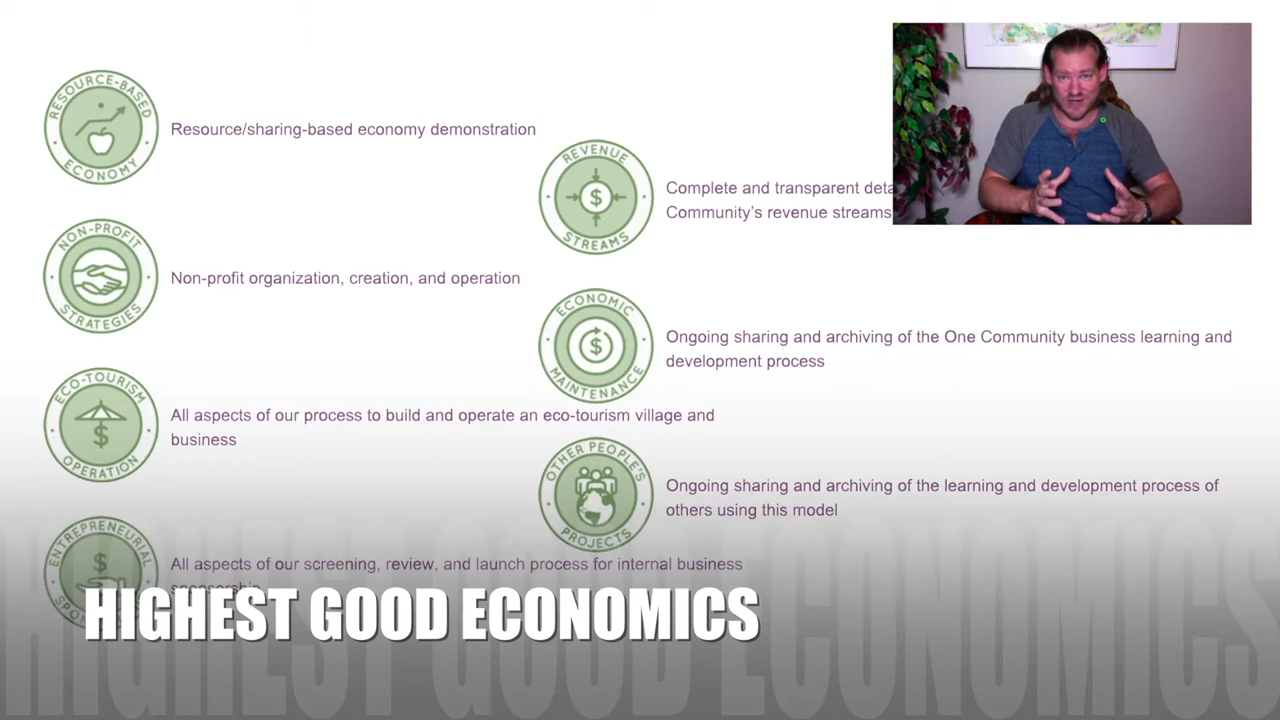 RESOURCE-BASED
ECONOMY
Resource/sharing-based economy demonstration
NON-PROFIT
STRATEGIES
Non-profit organization, creation, and operation
ECO-TOURISM
OPERATION
All aspects of our process to build and operate an eco-tourism village and
business
ENTREPRENEURIAL
All aspects of our screening, review, and launch process for internal business
sponsorship
REVENUE
STREAMS
Complete and transparent
Community's revenue streams
ECONOMIC
MAINTENANCE
Ongoing sharing and archiving of the One Community business learning and
development process
OTHER PEOPLE'S
PROJECTS
Ongoing sharing and archiving of the learning and development process of
others using this model
HIGHEST GOOD ECONOMICS
HIGHEST GOOD ECONOMICS